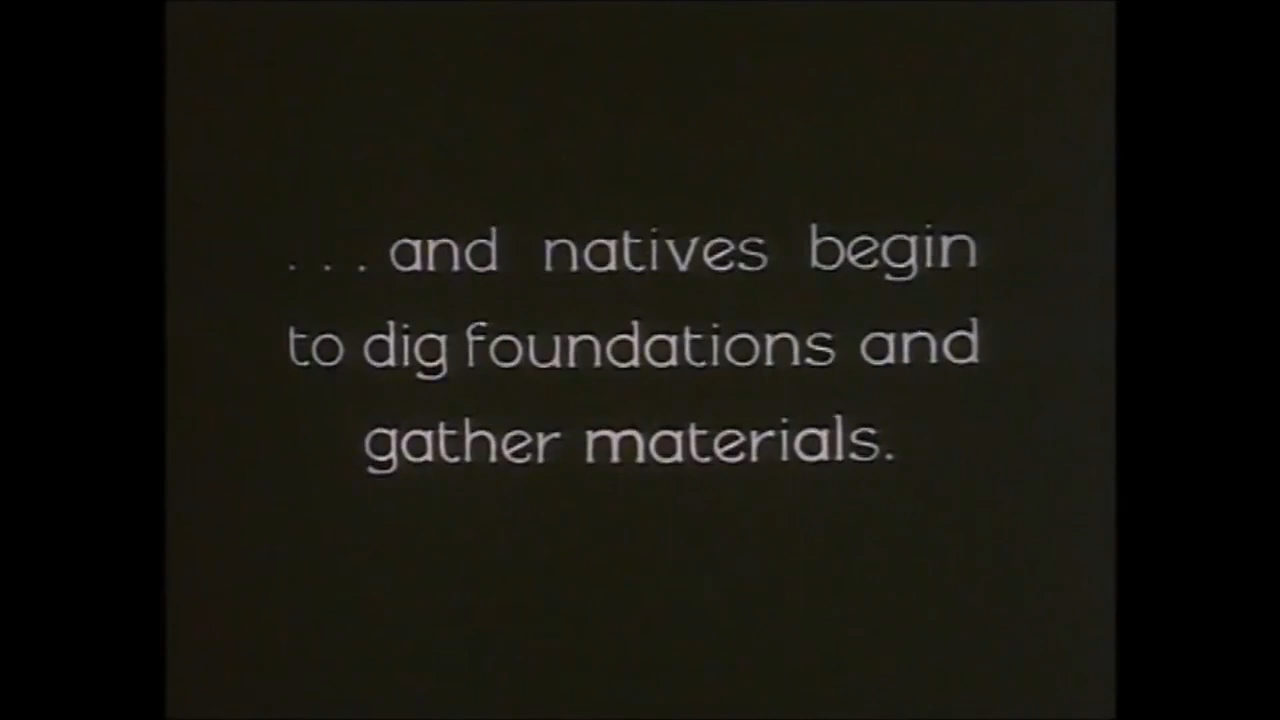 . . . and natives begin
to dig foundations and
gather materials.